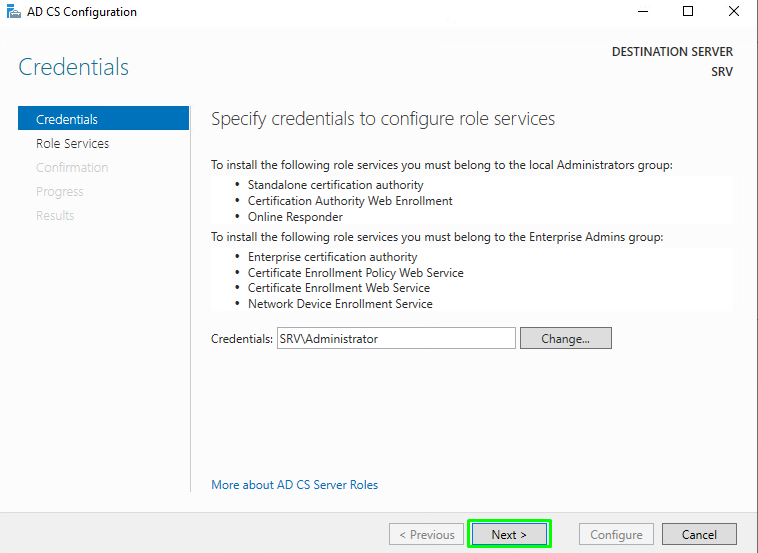 AD CS Configuration
DESTINATION SERVER
SRV
Credentials
Credentials
Role Services
Confirmation
Progress
Results
Specify credentials to configure role services
To install the following role services you must belong to the local Administrators group:
• Standalone certification authority
• Certification Authority Web Enrollment
• Online Responder
To install the following role services you must belong to the Enterprise Admins group:
• Enterprise certification authority
• Certificate Enrollment Policy Web Service
• Certificate Enrollment Web Service
• Network Device Enrollment Service
Credentials: SRV\Administrator Change...
More about AD CS Server Roles
< Previous Next > Configure Cancel